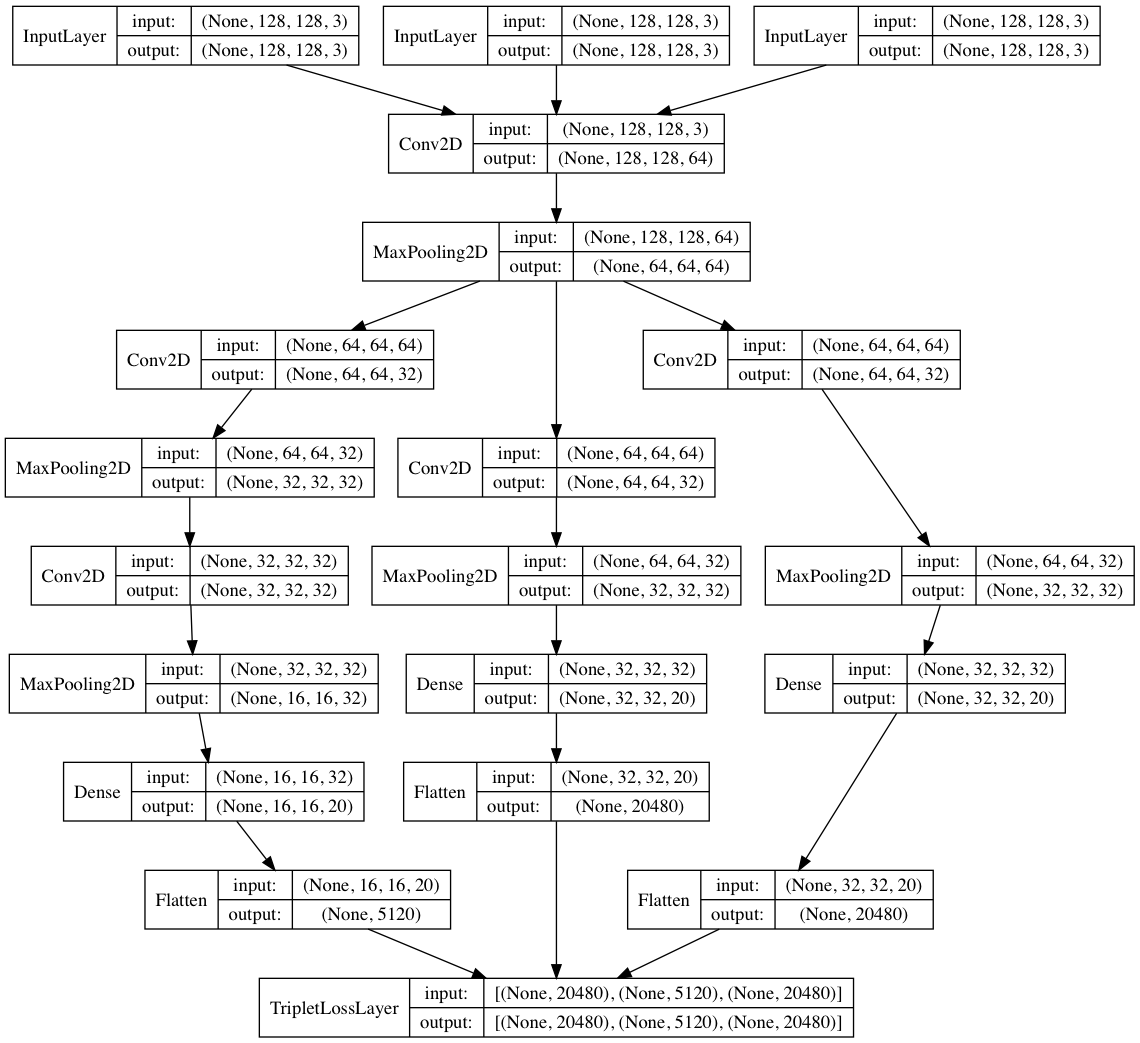 InputLayer input: (None, 128, 128, 3)
output: (None, 128, 128, 3)
InputLayer input: (None, 128, 128, 3)
output: (None, 128, 128, 3)
InputLayer input: (None, 128, 128, 3)
output: (None, 128, 128, 3)
Conv2D input: (None, 128, 128, 3)
output: (None, 128, 128, 64)
MaxPooling2D input: (None, 128, 128, 64)
output: (None, 64, 64, 64)
Conv2D input: (None, 64, 64, 64)
output: (None, 64, 64, 32)
Conv2D input: (None, 64, 64, 64)
output: (None, 64, 64, 32)
MaxPooling2D input: (None, 64, 64, 32)
output: (None, 32, 32, 32)
Conv2D input: (None, 64, 64, 64)
output: (None, 64, 64, 32)
Conv2D input: (None, 32, 32, 32)
output: (None, 32, 32, 32)
MaxPooling2D input: (None, 64, 64, 32)
output: (None, 32, 32, 32)
MaxPooling2D input: (None, 64, 64, 32)
output: (None, 32, 32, 32)
MaxPooling2D input: (None, 32, 32, 32)
output: (None, 16, 16, 32)
Dense input: (None, 32, 32, 32)
output: (None, 32, 32, 20)
Dense input: (None, 32, 32, 32)
output: (None, 32, 32, 20)
Dense input: (None, 16, 16, 32)
output: (None, 16, 16, 20)
Flatten input: (None, 32, 32, 20)
output: (None, 20480)
Flatten input: (None, 16, 16, 20)
output: (None, 5120)
Flatten input: (None, 32, 32, 20)
output: (None, 20480)
TripletLossLayer input: [(None, 20480), (None, 5120), (None, 20480)]
output: [(None, 20480), (None, 5120), (None, 20480)]